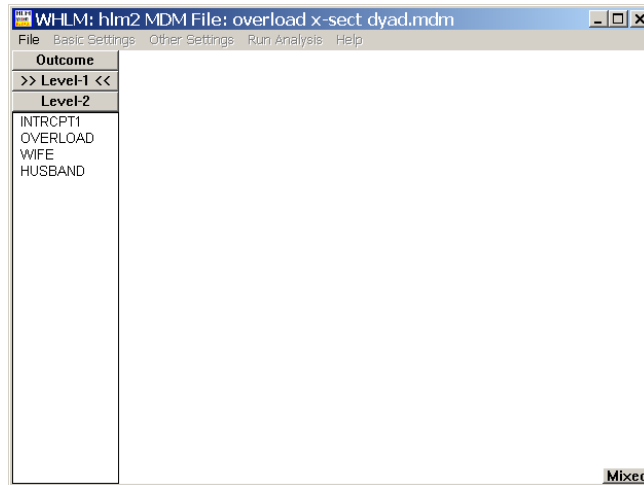 WHLM: hlm2 MDM File: overload x-sect dyad.mdm
File Basic Settings Other Settings Run Analysis Help
Outcome
>> Level-1 <<
Level-2
INTRCPT1
OVERLOAD
WIFE
HUSBAND
Mixed